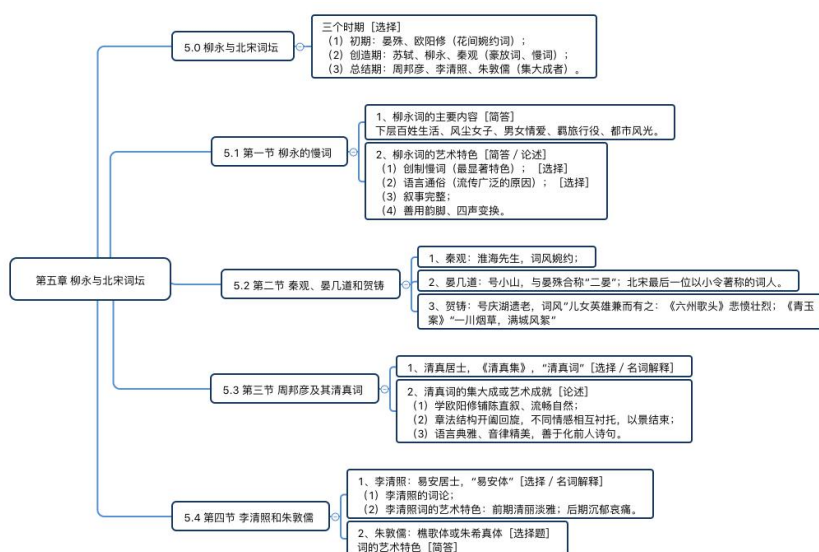 第五章 柳永与北宋词坛
5.0 柳永与北宋词坛
三个时期［选择］
（1）初期：晏殊、欧阳修（花间婉约词）；
（2）创造期：苏轼、柳永、秦观（豪放词、慢词）；
（3）总结期：周邦彦、李清照、朱敦儒（集大成者）。
5.1 第一节 柳永的慢词
1、柳永词的主要内容［简答］
下层百姓生活、风尘女子、男女情爱、羁旅行役、都市风光。
2、柳永词的艺术特色［简答 / 论述］
（1）创制慢词（最显著特色）；［选择］
（2）语言通俗（流传广泛的原因）；［选择］
（3）叙事完整；
（4）善用韵脚、四声变换。
5.2 第二节 秦观、晏几道和贺铸
1、秦观：淮海先生，词风婉约；
2、晏几道：号小山，与晏殊合称“二晏”；北宋最后一位以小令著称的词人。
3、贺铸：号庆湖遗老，词风“儿女英雄兼而有之：《六州歌头》悲愤壮烈；《青玉
案》“一川烟草，满城风絮”
5.3 第三节 周邦彦及其清真词
1、清真居士，《清真集》，“清真词”［选择 / 名词解释］
2、清真词的集大成或艺术成就［论述］
（1）学欧阳修铺陈直叙、流畅自然；
（2）章法结构开阖回旋，不同情感相互衬托，以景结束；
（3）语言典雅、音律精美，善于化前人诗句。
5.4 第四节 李清照和朱敦儒
1、李清照：易安居士，“易安体”［选择 / 名词解释］
（1）李清照的词论；
（2）李清照词的艺术特色：前期清丽淡雅；后期沉郁哀痛。
2、朱敦儒：樵歌体或朱希真体［选择题］
词的艺术特色［简答］